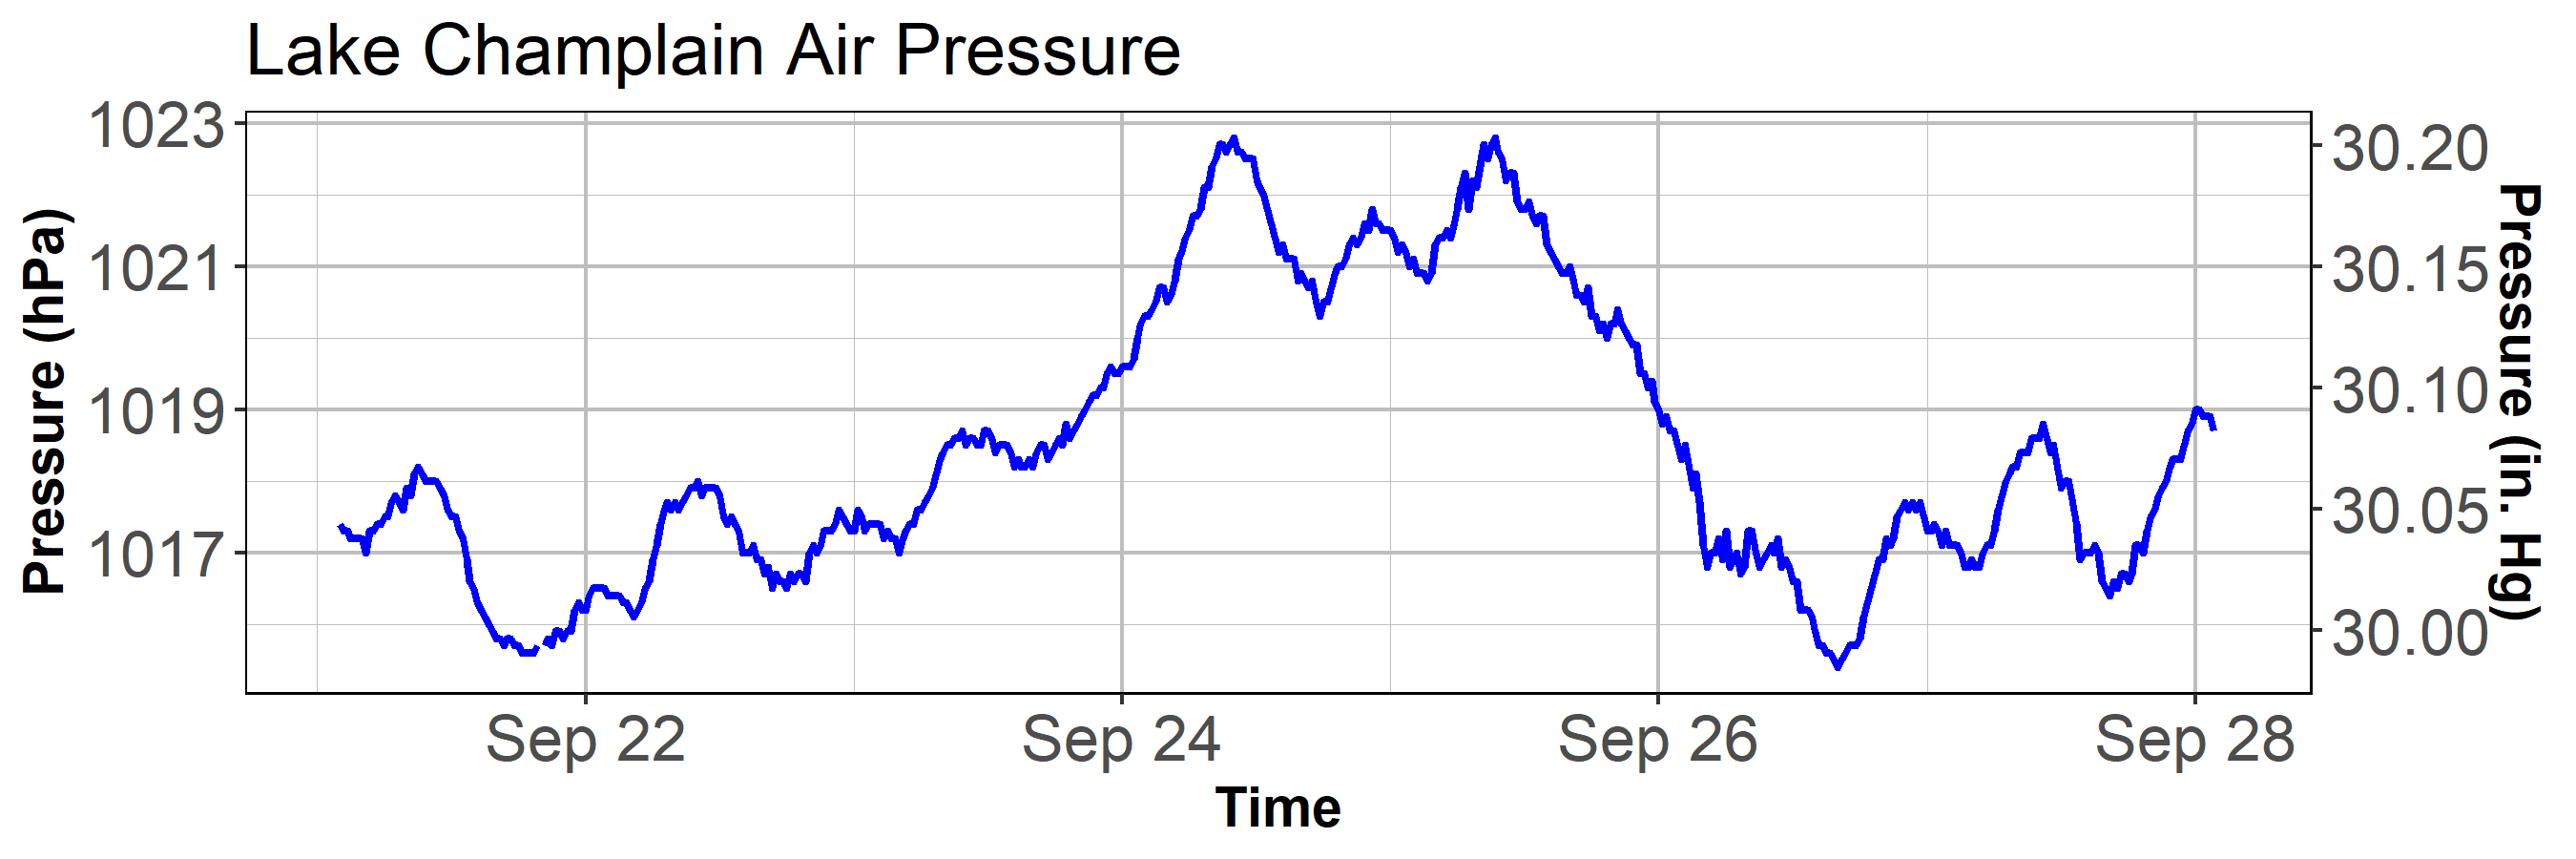 Lake Champlain Air Pressure
Pressure (hPa)
1023
1021
1019
1017
30.20
30.15
30.10
30.05
30.00
Pressure (in. Hg)
Sep 22
Sep 24
Sep 26
Sep 28
Time